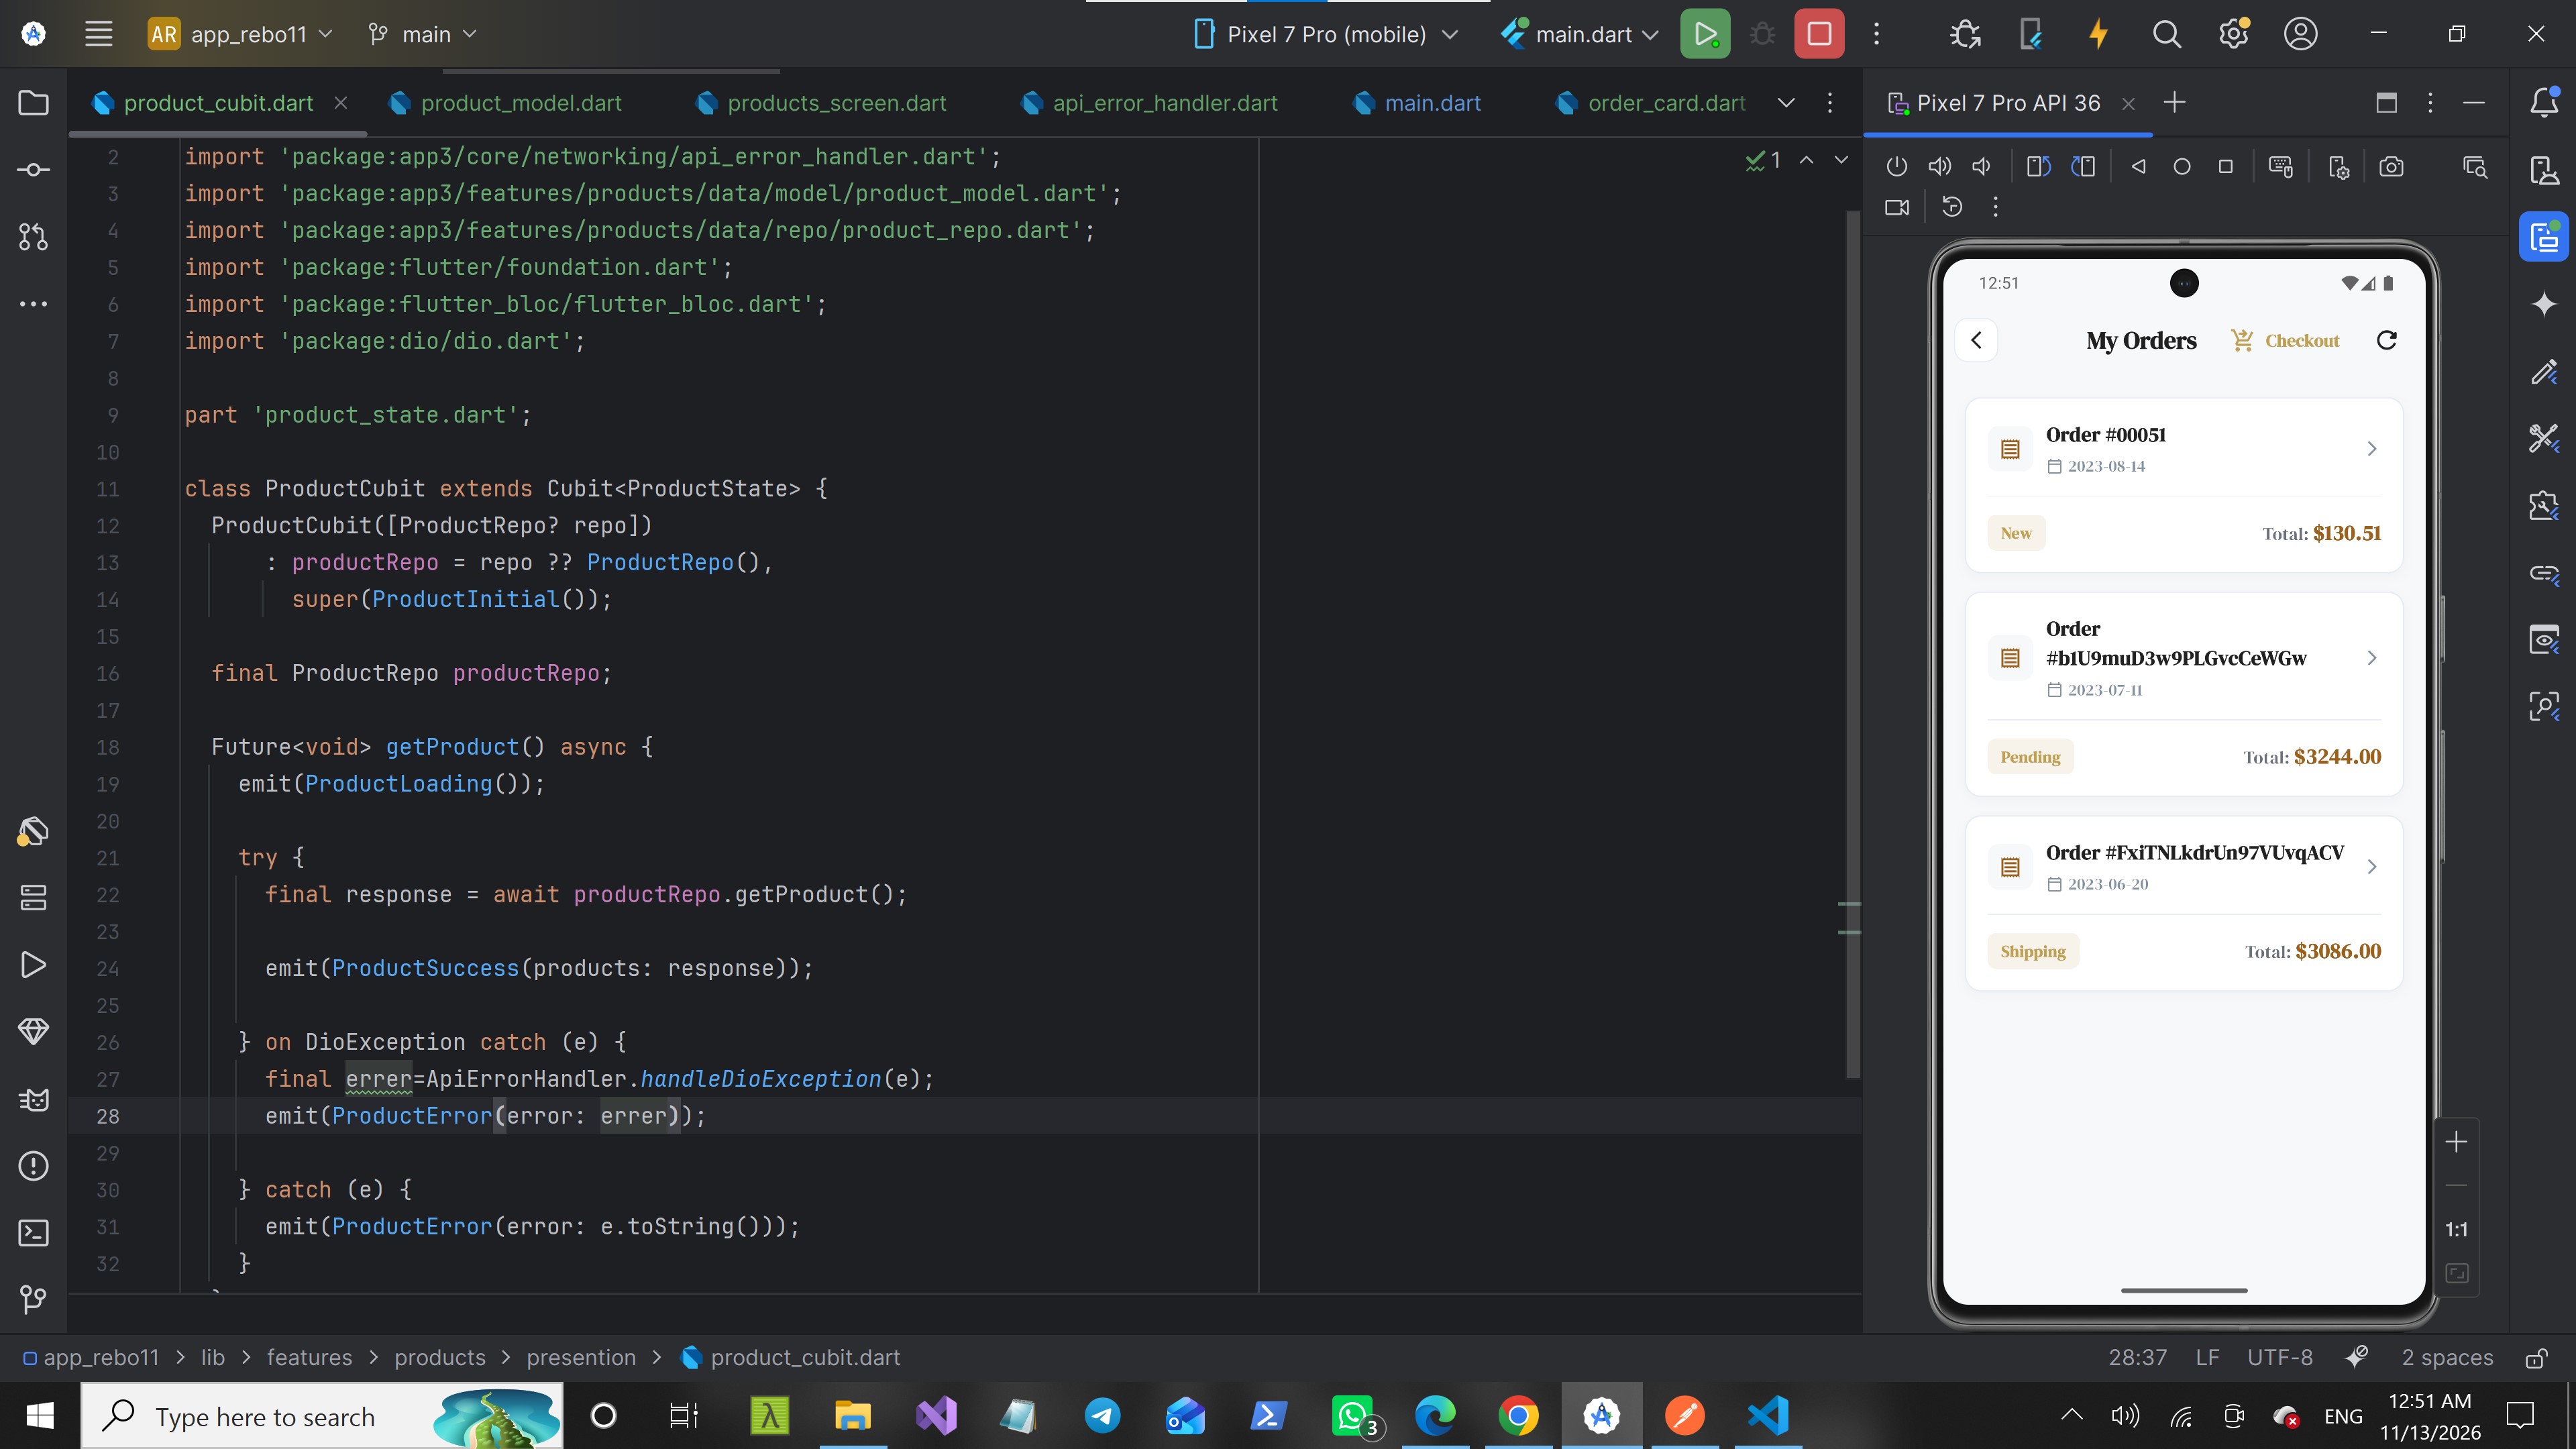 AR app_rebo11 main Pixel 7 Pro (mobile) main.dart
product_cubit.dart product_model.dart products_screen.dart api_error_handler.dart main.dart order_card.dart Pixel 7 Pro API 36
1
2 import 'package:app3/core/networking/api_error_handler.dart';
3 import 'package:app3/features/products/data/model/product_model.dart';
4 import 'package:app3/features/products/data/repo/product_repo.dart';
5 import 'package:flutter/foundation.dart';
6 import 'package:flutter_bloc/flutter_bloc.dart';
7 import 'package:dio/dio.dart';
8
9 part 'product_state.dart';
10
11 class ProductCubit extends Cubit<ProductState> {
12 ProductCubit([ProductRepo? repo])
13 : productRepo = repo ?? ProductRepo(),
14 super(ProductInitial());
15
16 final ProductRepo productRepo;
17
18 Future<void> getProduct() async {
19 emit(ProductLoading());
20
21 try {
22 final response = await productRepo.getProduct();
23
24 emit(ProductSuccess(products: response));
25
26 } on DioException catch (e) {
27 final errer=ApiErrorHandler.handleDioException(e);
28 emit(ProductError(error: errer));
29
30 } catch (e) {
31 emit(ProductError(error: e.toString()));
32 }
12:51
My Orders Checkout
Order #00051
2023-08-14
New Total: $130.51
Order
#b1U9muD3w9PLGvcCeWGw
2023-07-11
Pending Total: $3244.00
Order #FxiTNLkdrUn97VUvqACV
2023-06-20
Shipping Total: $3086.00
1:1
app_rebo11 > lib > features > products > presention > product_cubit.dart 28:37 LF UTF-8 2 spaces
Type here to search 3 ENG 12:51 AM
11/13/2026